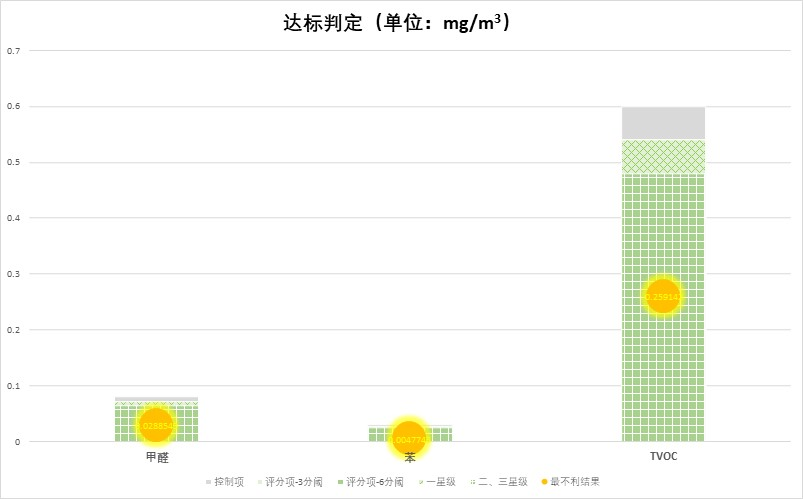 达标判定（单位：mg/m³）
0.7
0.6
0.5
0.4
0.3
0.2
0.1
0
甲醛
苯
TVOC
控制项
评分项-3分阈
评分项-6分阈
一星级
二、三星级
最不利结果